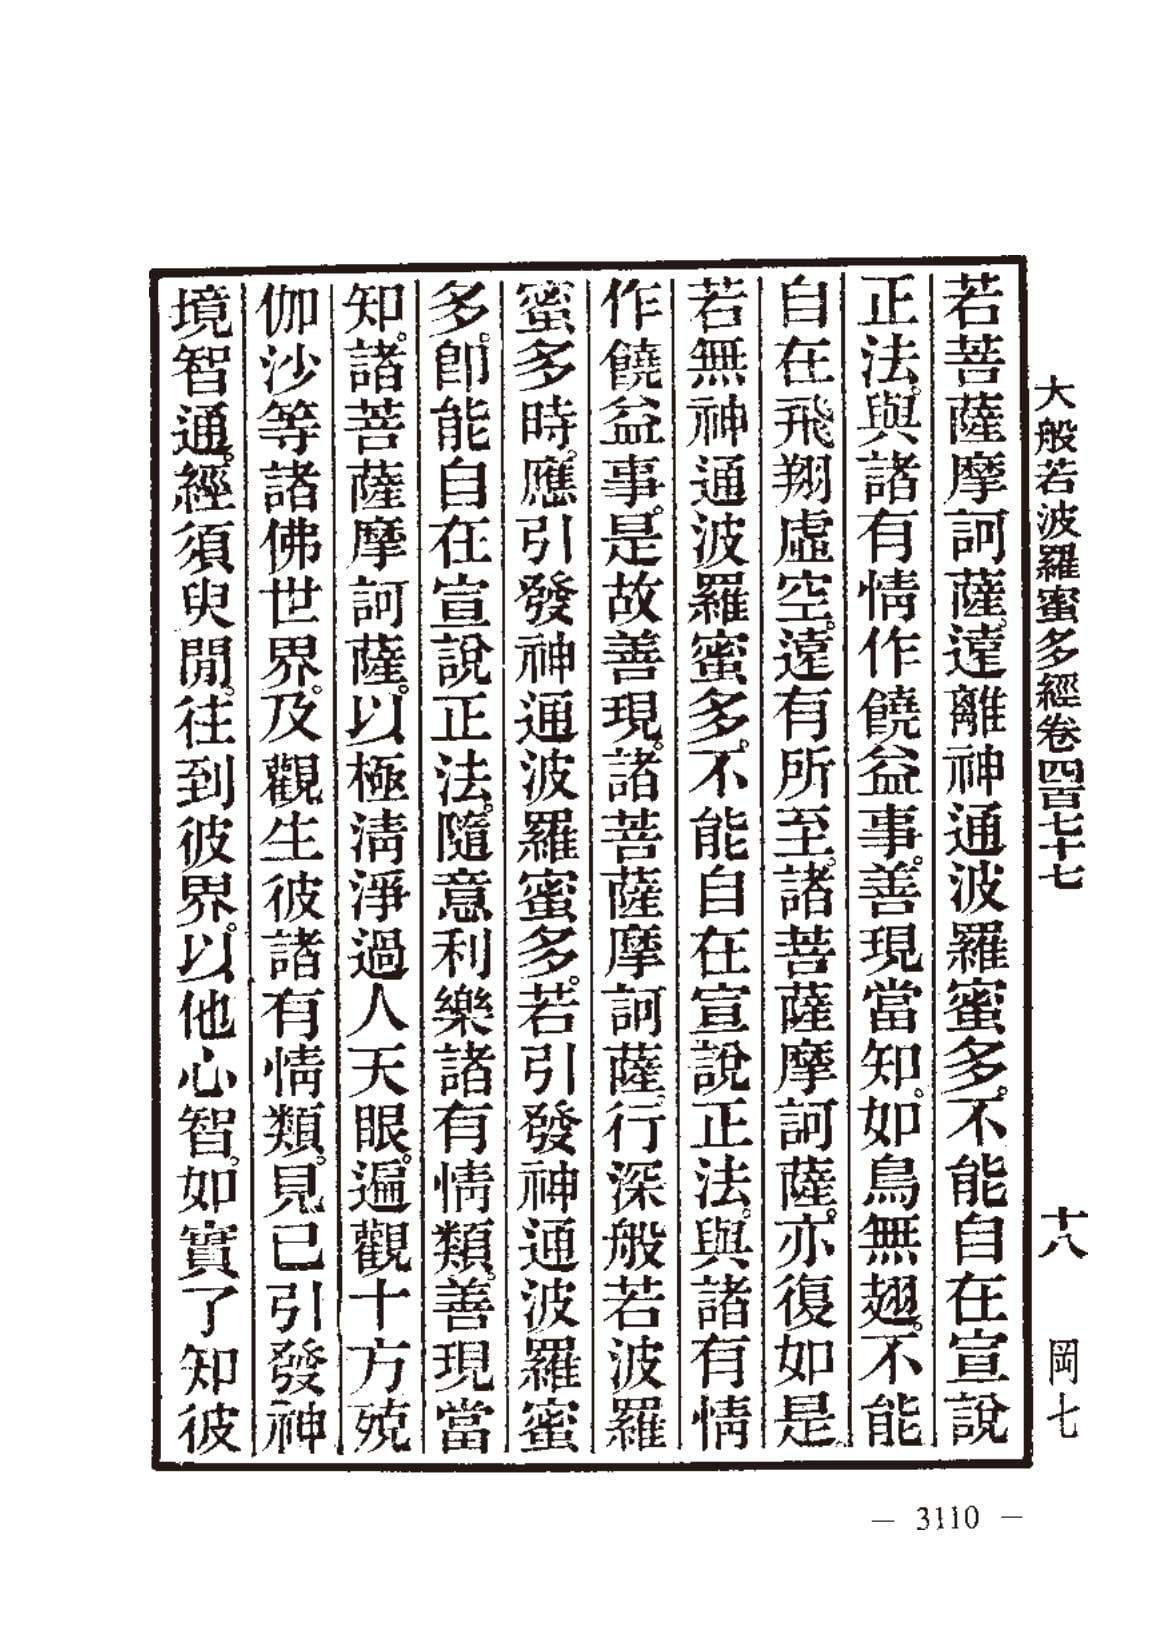 大般若波羅蜜多經卷四百七十七　十八　岡七
若菩薩摩訶薩。遠離神通波羅蜜多。不能自在宣說
正法。與諸有情作饒益事。善現當知。如鳥無翅。不能
自在飛翔虛空。遠有所至。諸菩薩摩訶薩。亦復如是。
若無神通波羅蜜多。不能自在宣說正法。與諸有情
作饒益事。是故善現。諸菩薩摩訶薩。行深般若波羅
蜜多時。應引發神通波羅蜜多。若引發神通波羅蜜
多。卽能自在宣說正法。隨意利樂諸有情類。善現當
知。諸菩薩摩訶薩。以極淸淨過人天眼。遍觀十方殑
伽沙等諸佛世界。及觀生彼諸有情類。見已引發神
境智通。經須臾閒。往到彼界。以他心智。如實了知彼
— 3110 —